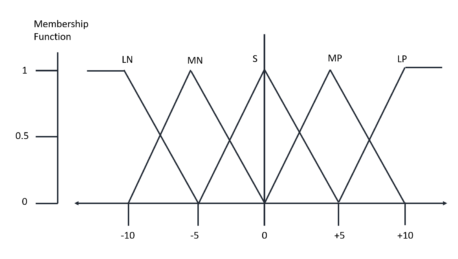 Membership
Function
LN MN S MP LP
1
0.5
0
-10 -5 0 +5 +10